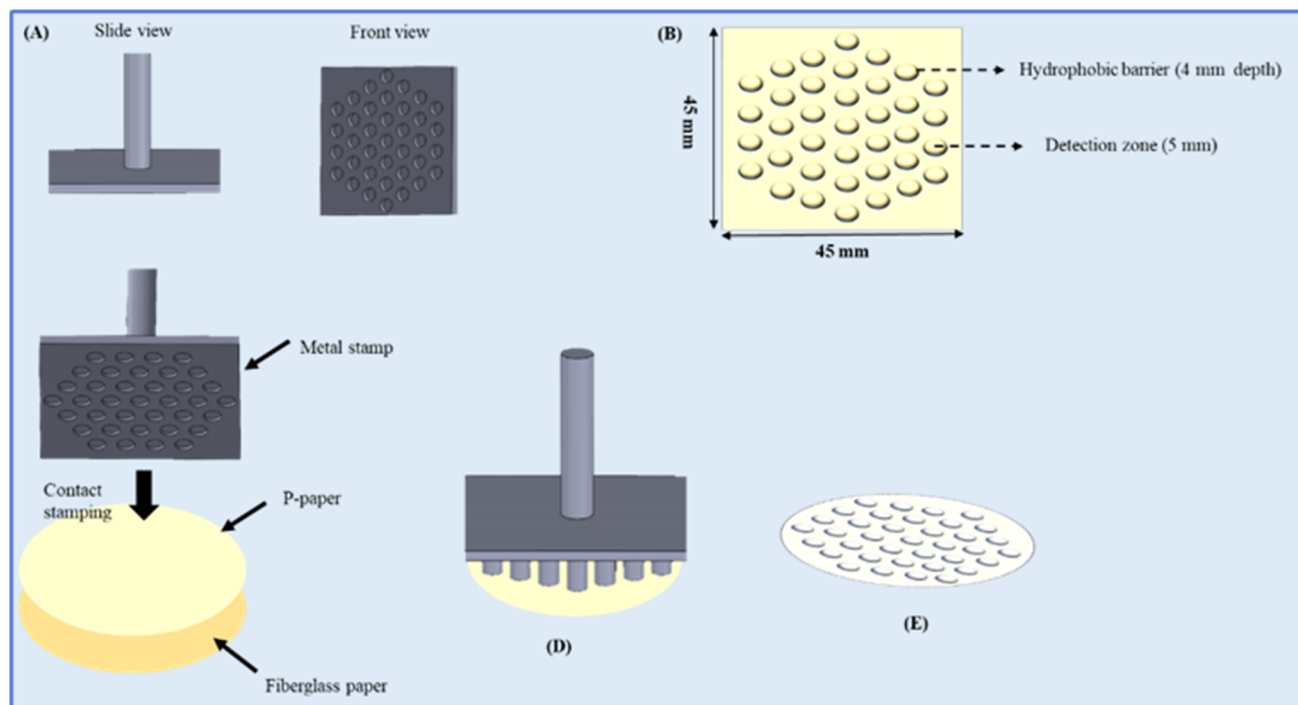 (A)
Slide view
Front view
(B)
Hydrophobic barrier (4 mm depth)
45 mm
Detection zone (5 mm)
45 mm
Metal stamp
Contact
stamping
P-paper
Fiberglass paper
(D)
(E)